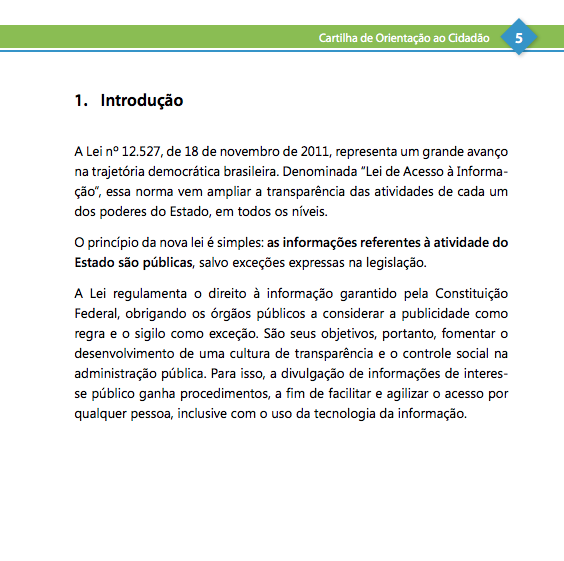 Cartilha de Orientação ao Cidadão 5
1. Introdução
A Lei nº 12.527, de 18 de novembro de 2011, representa um grande avanço
na trajetória democrática brasileira. Denominada “Lei de Acesso à Informa-
ção”, essa norma vem ampliar a transparência das atividades de cada um
dos poderes do Estado, em todos os níveis.
O princípio da nova lei é simples: as informações referentes à atividade do
Estado são públicas, salvo exceções expressas na legislação.
A Lei regulamenta o direito à informação garantido pela Constituição
Federal, obrigando os órgãos públicos a considerar a publicidade como
regra e o sigilo como exceção. São seus objetivos, portanto, fomentar o
desenvolvimento de uma cultura de transparência e o controle social na
administração pública. Para isso, a divulgação de informações de interes-
se público ganha procedimentos, a fim de facilitar e agilizar o acesso por
qualquer pessoa, inclusive com o uso da tecnologia da informação.